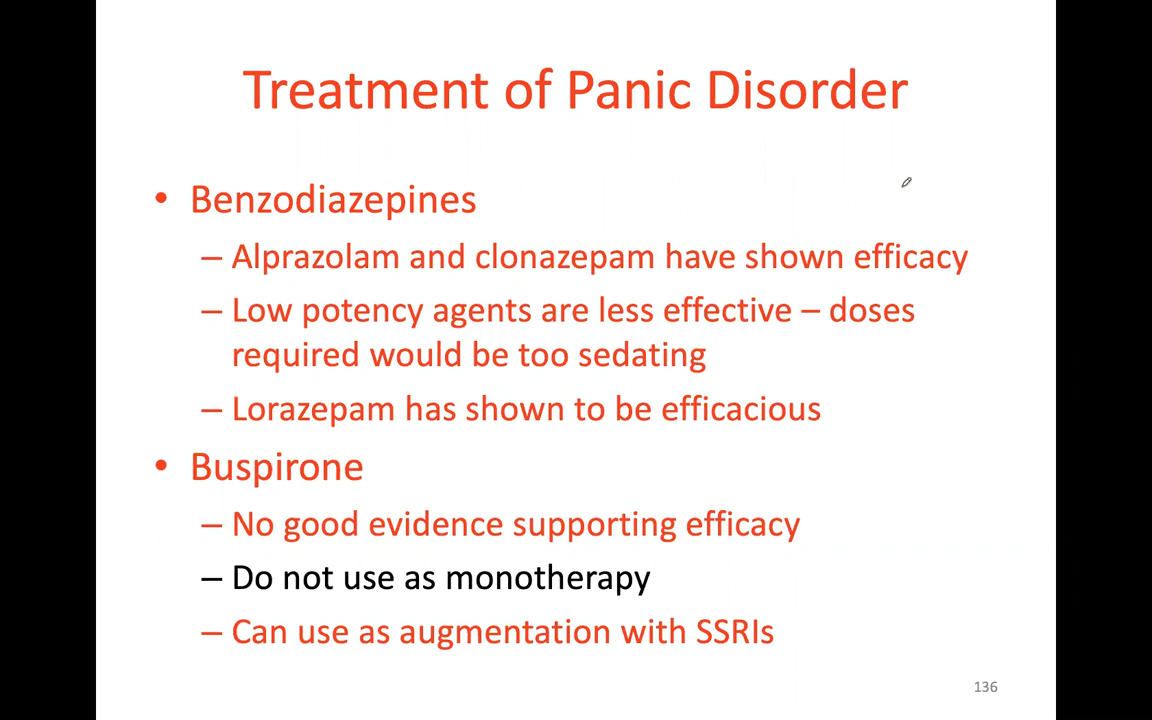 Treatment of Panic Disorder
• Benzodiazepines
– Alprazolam and clonazepam have shown efficacy
– Low potency agents are less effective – doses
required would be too sedating
– Lorazepam has shown to be efficacious
• Buspirone
– No good evidence supporting efficacy
– Do not use as monotherapy
– Can use as augmentation with SSRIs
136